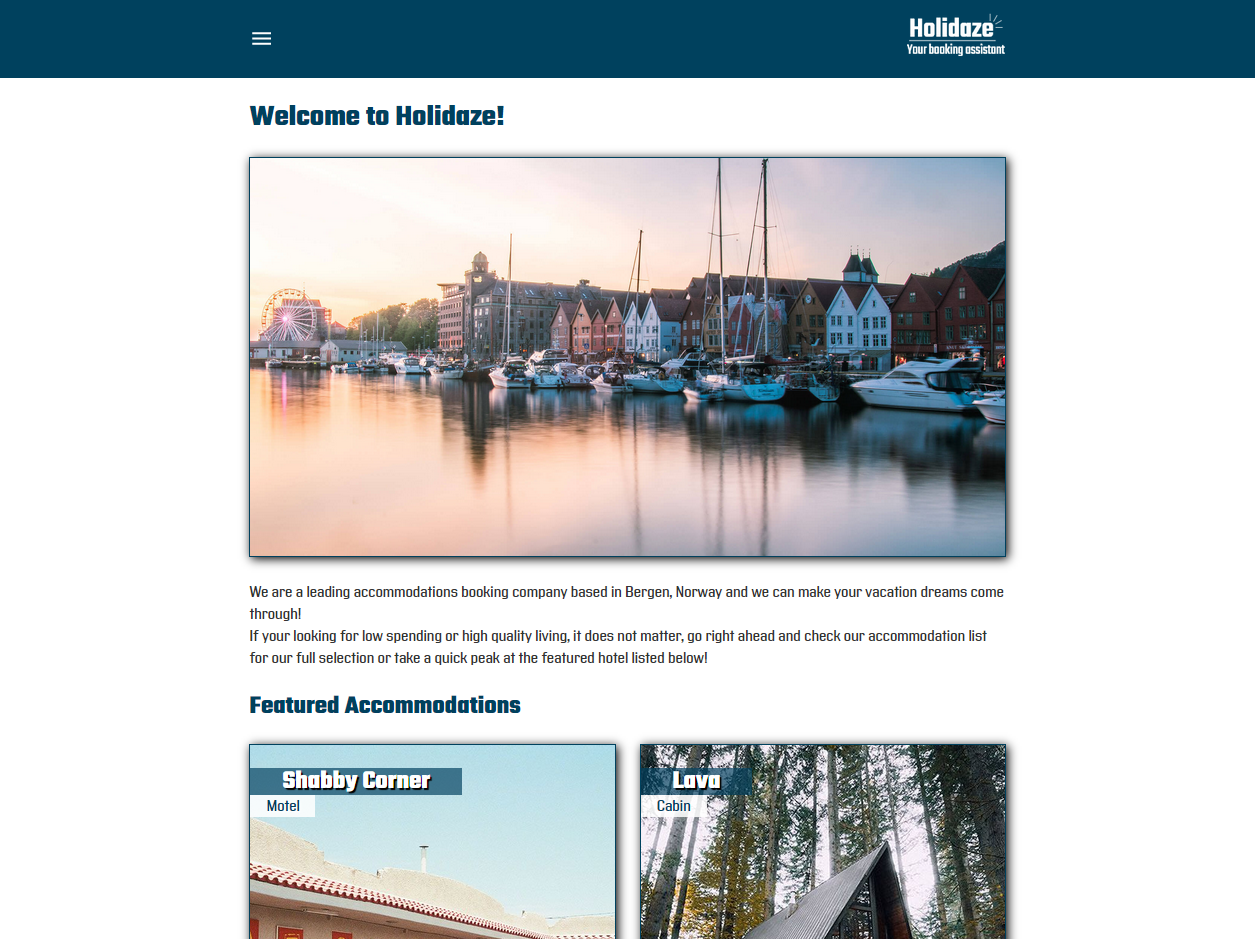 Holidaze
Your booking assistant
Welcome to Holidaze!
We are a leading accommodations booking company based in Bergen, Norway and we can make your vacation dreams come
through!
If your looking for low spending or high quality living, it does not matter, go right ahead and check our accommodation list
for our full selection or take a quick peak at the featured hotel listed below!
Featured Accommodations
Shabby Corner
Motel
Lava
Cabin